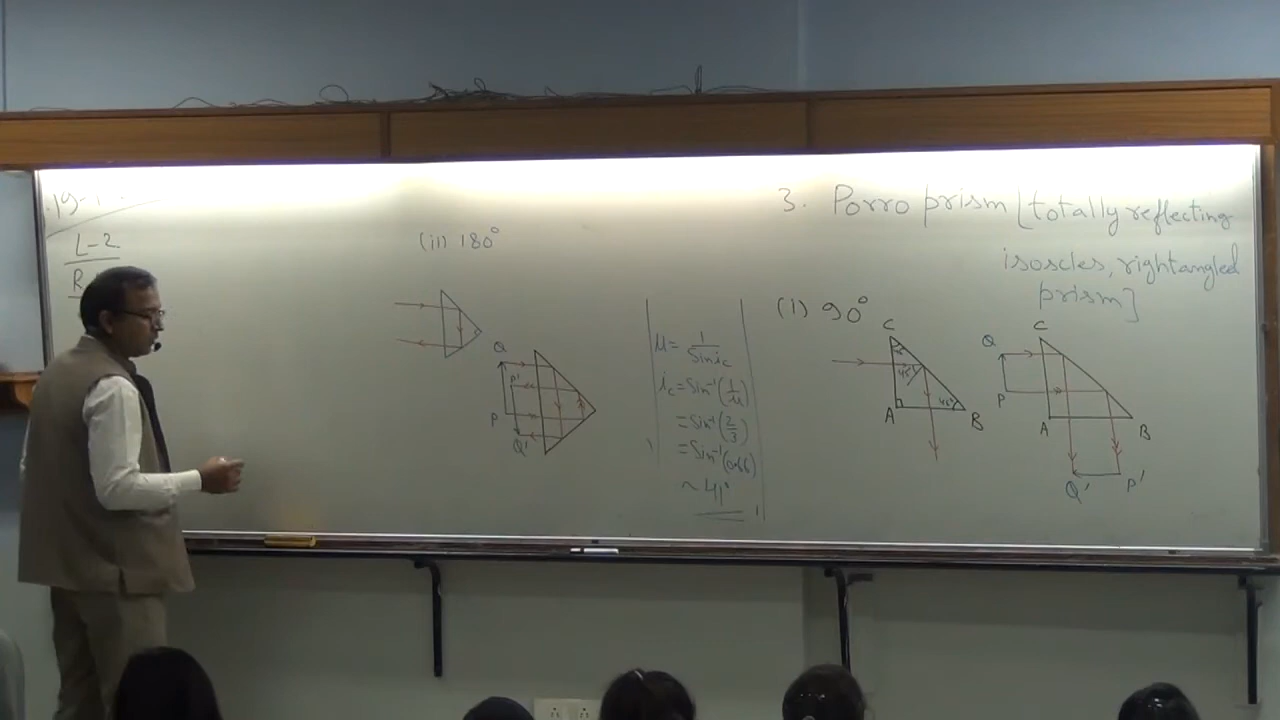 L-2
R
(ii) 180°
Q
P'
P
Q'
μ = 1/Sin ic
ic = Sin⁻¹(1/μ)
= Sin⁻¹(2/3)
= Sin⁻¹(0.66)
~ 41°
3. Porro prism [totally reflecting
isoscles, rightangled
prism]
(i) 90°
C
45°
45°
A
B
C
Q
P
A
B
Q'
P'